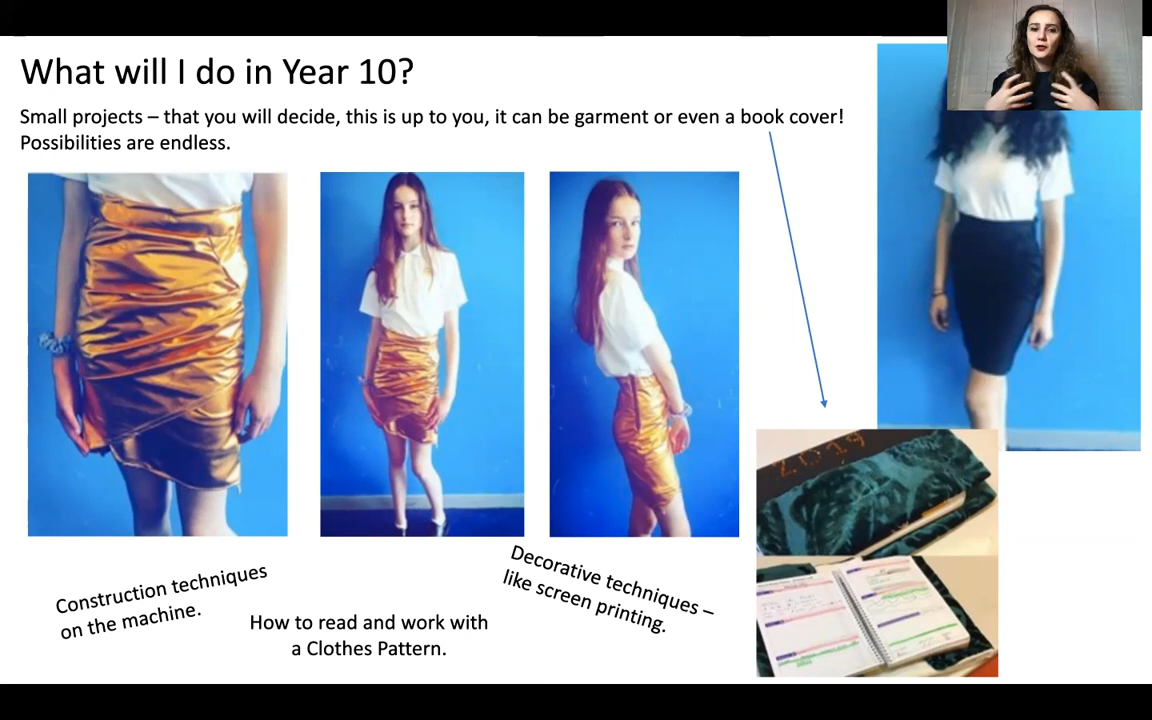 What will I do in Year 10?
Small projects – that you will decide, this is up to you, it can be garment or even a book cover!
Possibilities are endless.
2019
Construction techniques
on the machine.
How to read and work with
a Clothes Pattern.
Decorative techniques –
like screen printing.